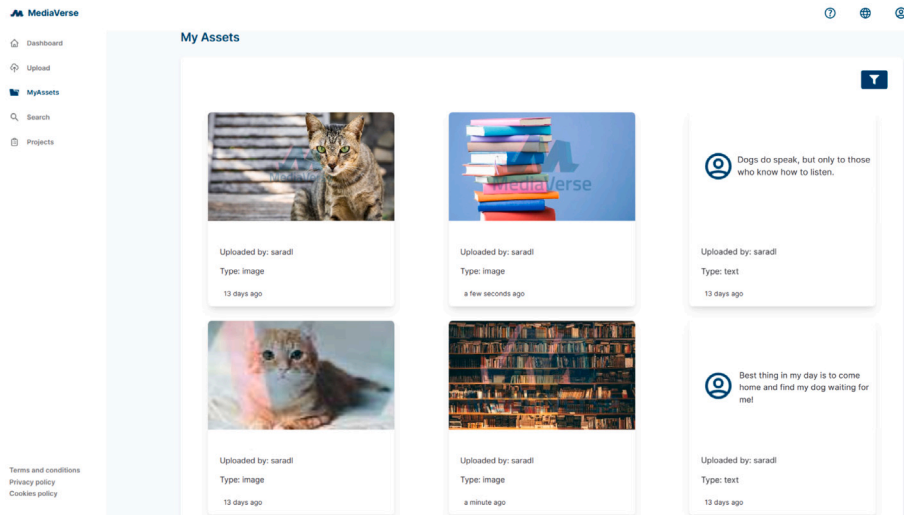 MediaVerse
Dashboard
Upload
MyAssets
Search
Projects
Terms and conditions
Privacy policy
Cookies policy
My Assets
MediaVerse
Uploaded by: saradl
Type: image
13 days ago
MediaVerse
Uploaded by: saradl
Type: image
a few seconds ago
Dogs do speak, but only to those
who know how to listen.
Uploaded by: saradl
Type: text
13 days ago
Uploaded by: saradl
Type: image
13 days ago
Uploaded by: saradl
Type: image
a minute ago
Best thing in my day is to come
home and find my dog waiting for
me!
Uploaded by: saradl
Type: text
13 days ago